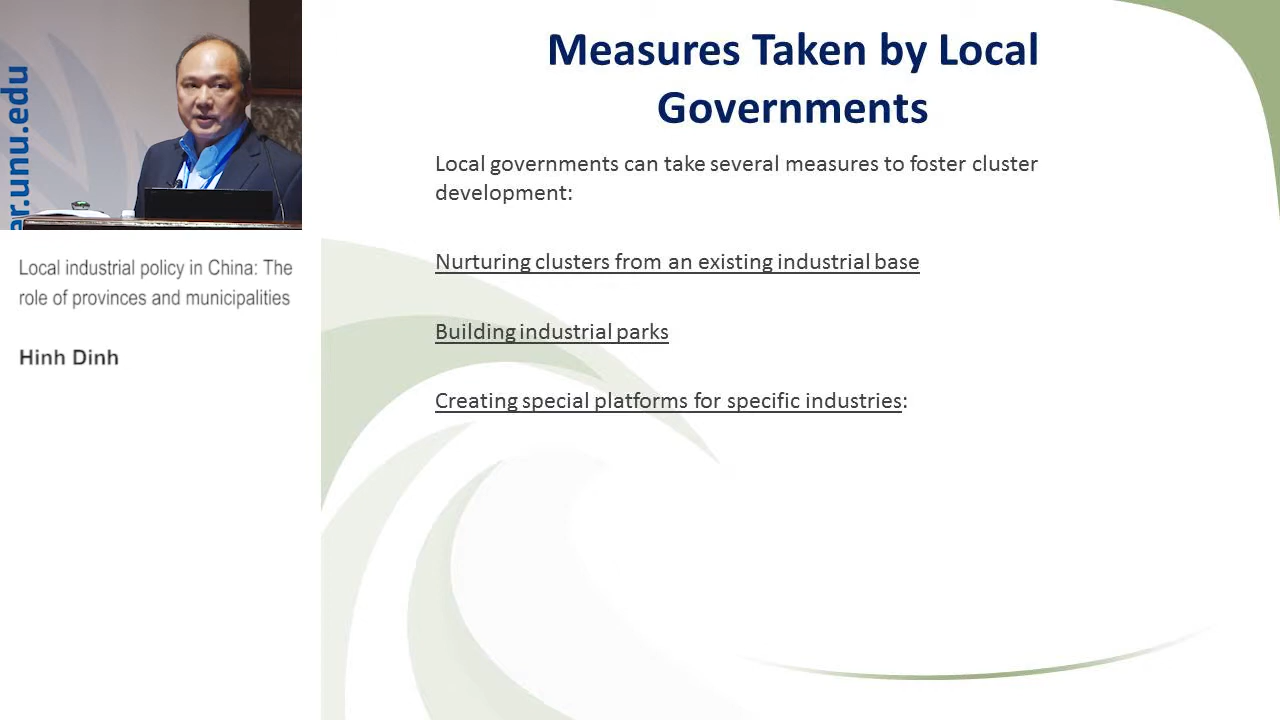 er.unu.edu
Local industrial policy in China: The
role of provinces and municipalities
Hinh Dinh
Measures Taken by Local
Governments
Local governments can take several measures to foster cluster
development:
Nurturing clusters from an existing industrial base
Building industrial parks
Creating special platforms for specific industries: